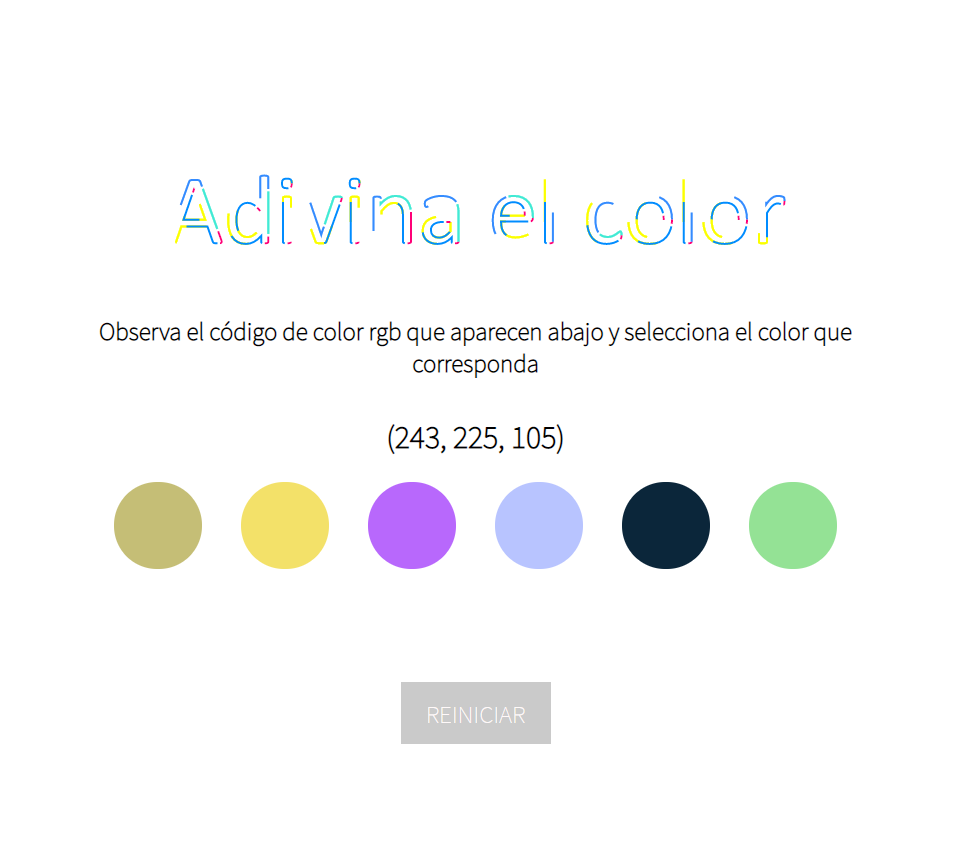 Adivina el color
Observa el código de color rgb que aparecen abajo y selecciona el color que
corresponda
(243, 225, 105)
REINICIAR